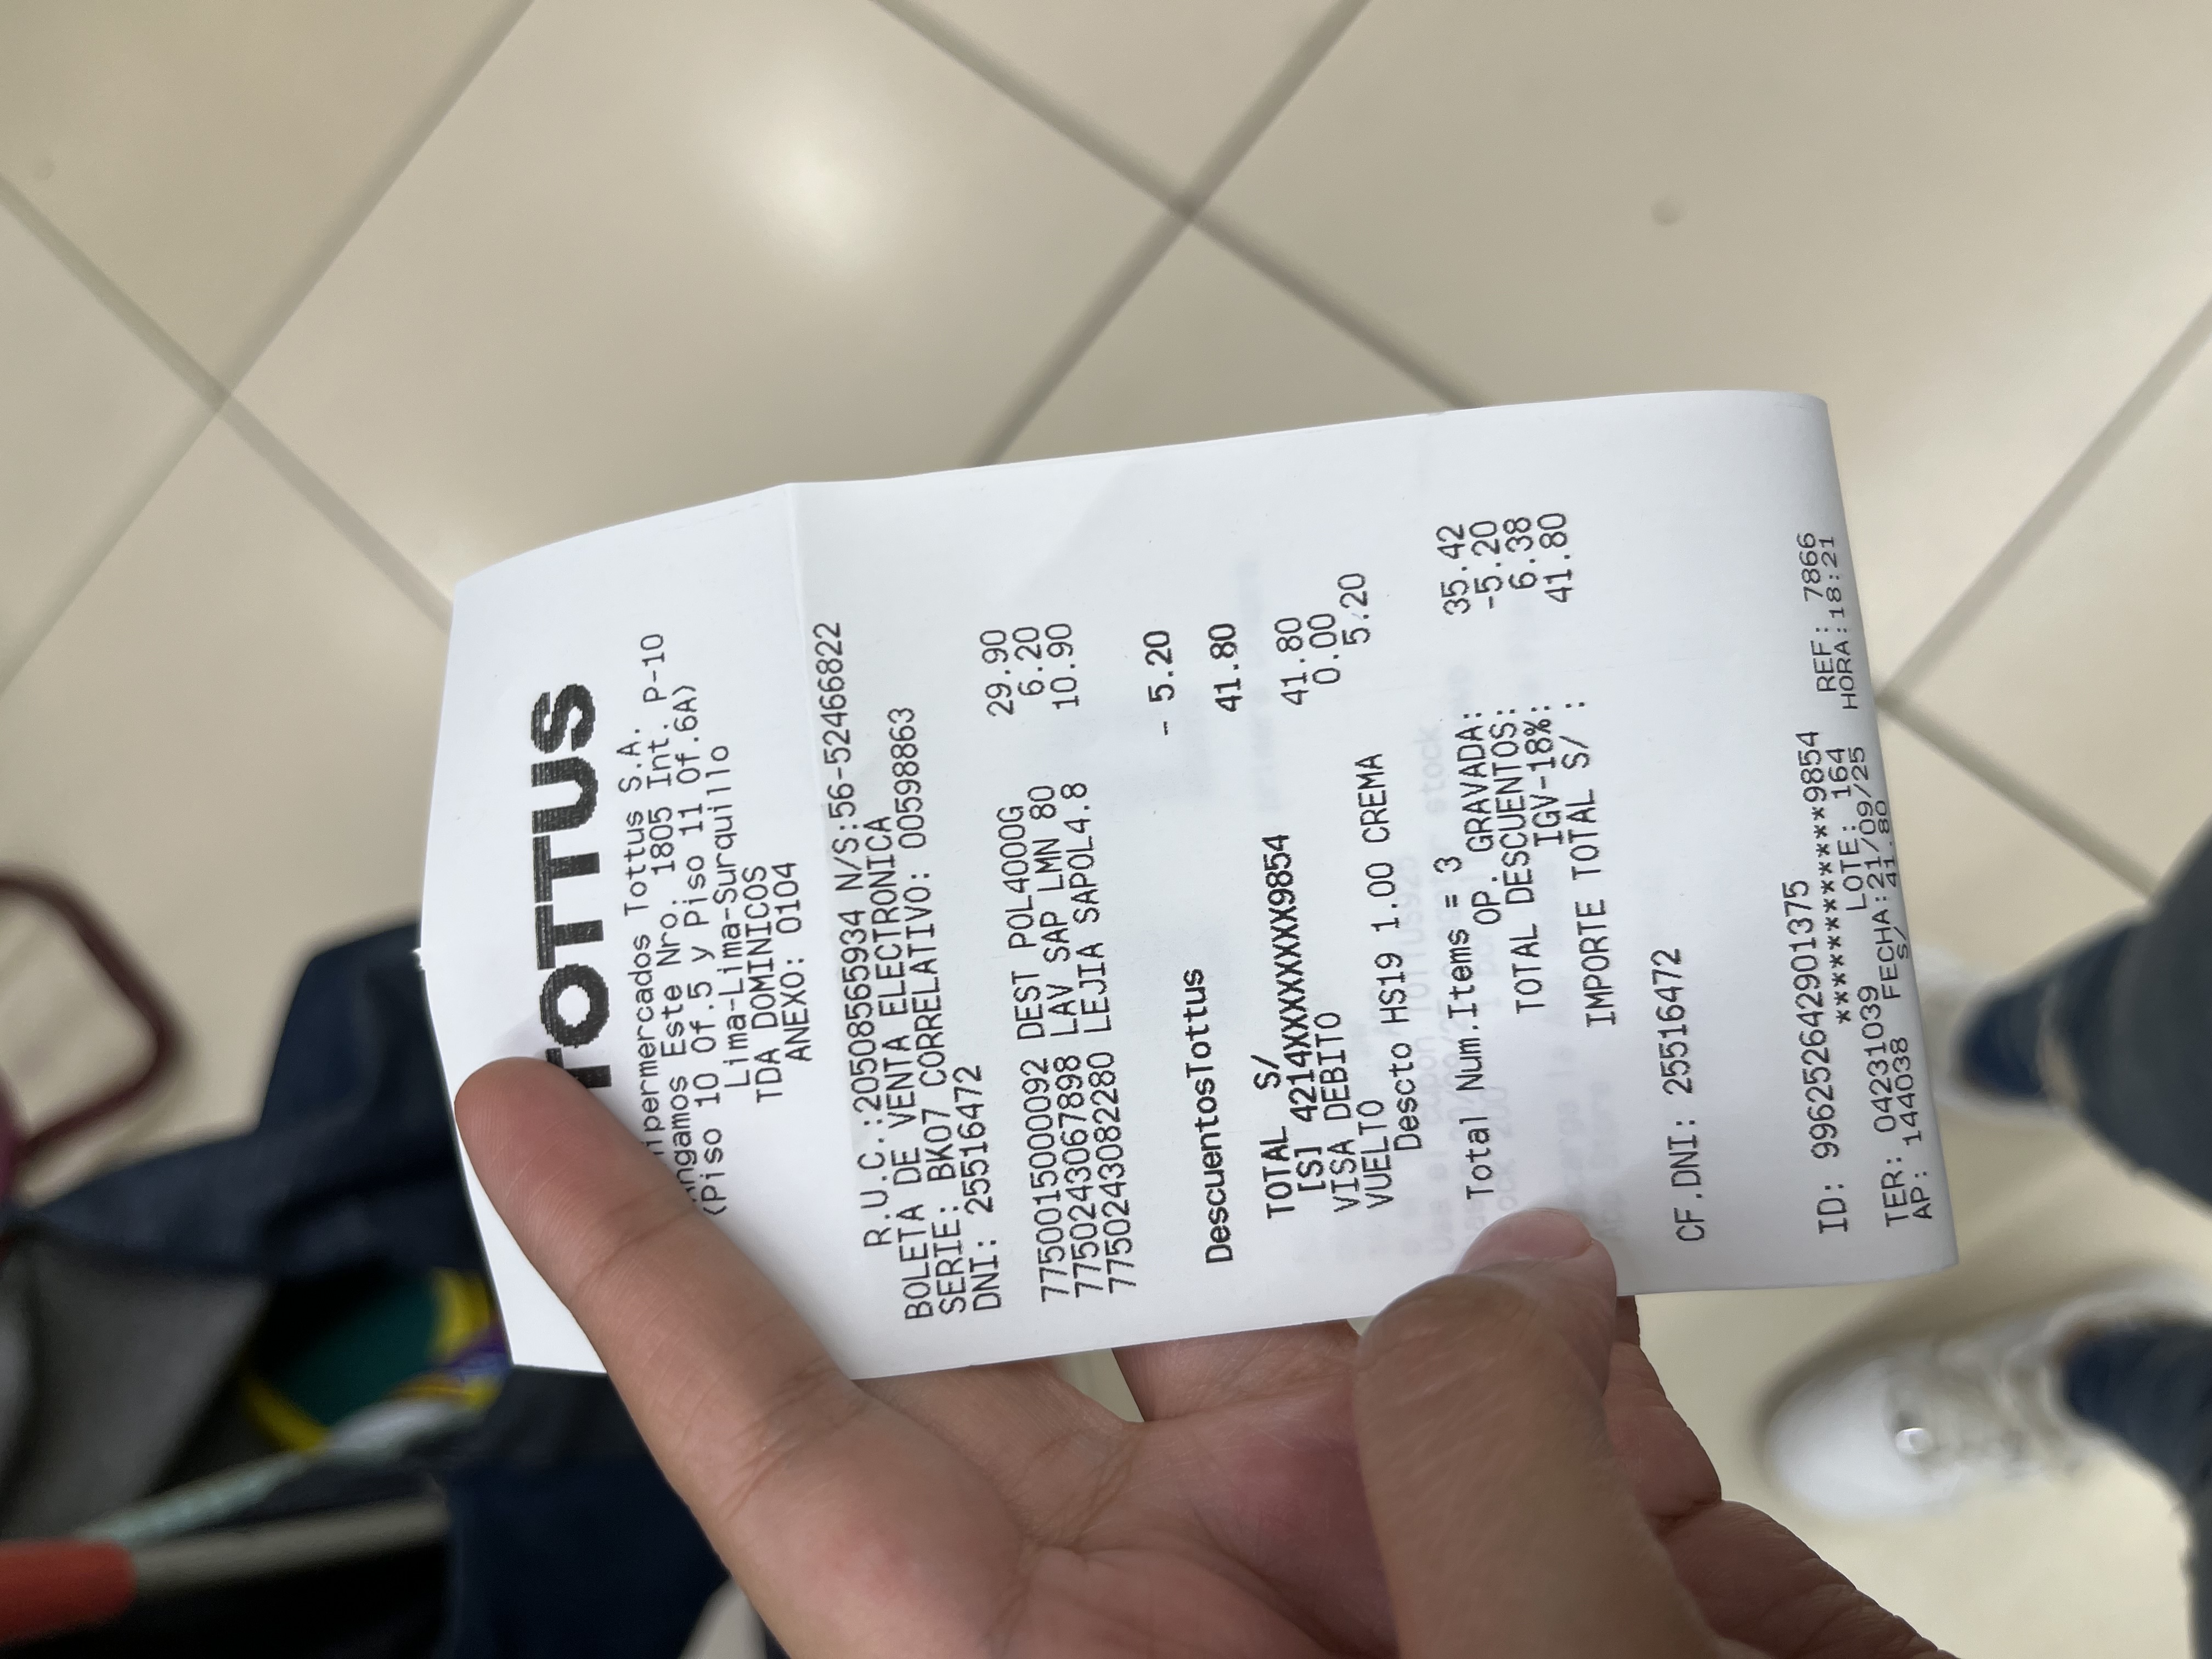 TOTTUS
permercados Tottus S.A.
ngamos Este Nro. 1805 Int. P-10
(Piso 10 Of.5 y Piso 11 Of.6A)
Lima-Lima-Surquillo
TDA DOMINICOS
ANEXO: 0104
R.U.C.:20508565934 N/S:56-52466822
BOLETA DE VENTA ELECTRONICA
SERIE: BK07 CORRELATIVO: 00598863
DNI: 25516472
7750015000092 DEST POL4000G 29.90
7750243067898 LAV SAP LMN 80 6.20
7750243082280 LEJIA SAPOL4.8 10.90
DescuentosTottus - 5.20
TOTAL S/ 41.80
[S] 4214XXXXXXXX9854
VISA DEBITO 41.80
VUELTO 0.00
Descto HS19 1.00 CREMA 5.20
Total Num.Items = 3
OP. GRAVADA: 35.42
TOTAL DESCUENTOS: -5.20
IGV-18%: 6.38
IMPORTE TOTAL S/ : 41.80
CF.DNI: 25516472
ID: 996252642901375
************9854
TER: 04231039 LOTE: 164 REF: 7866
AP: 144038 FECHA:21/09/25 HORA:18:21
S/ 41.80